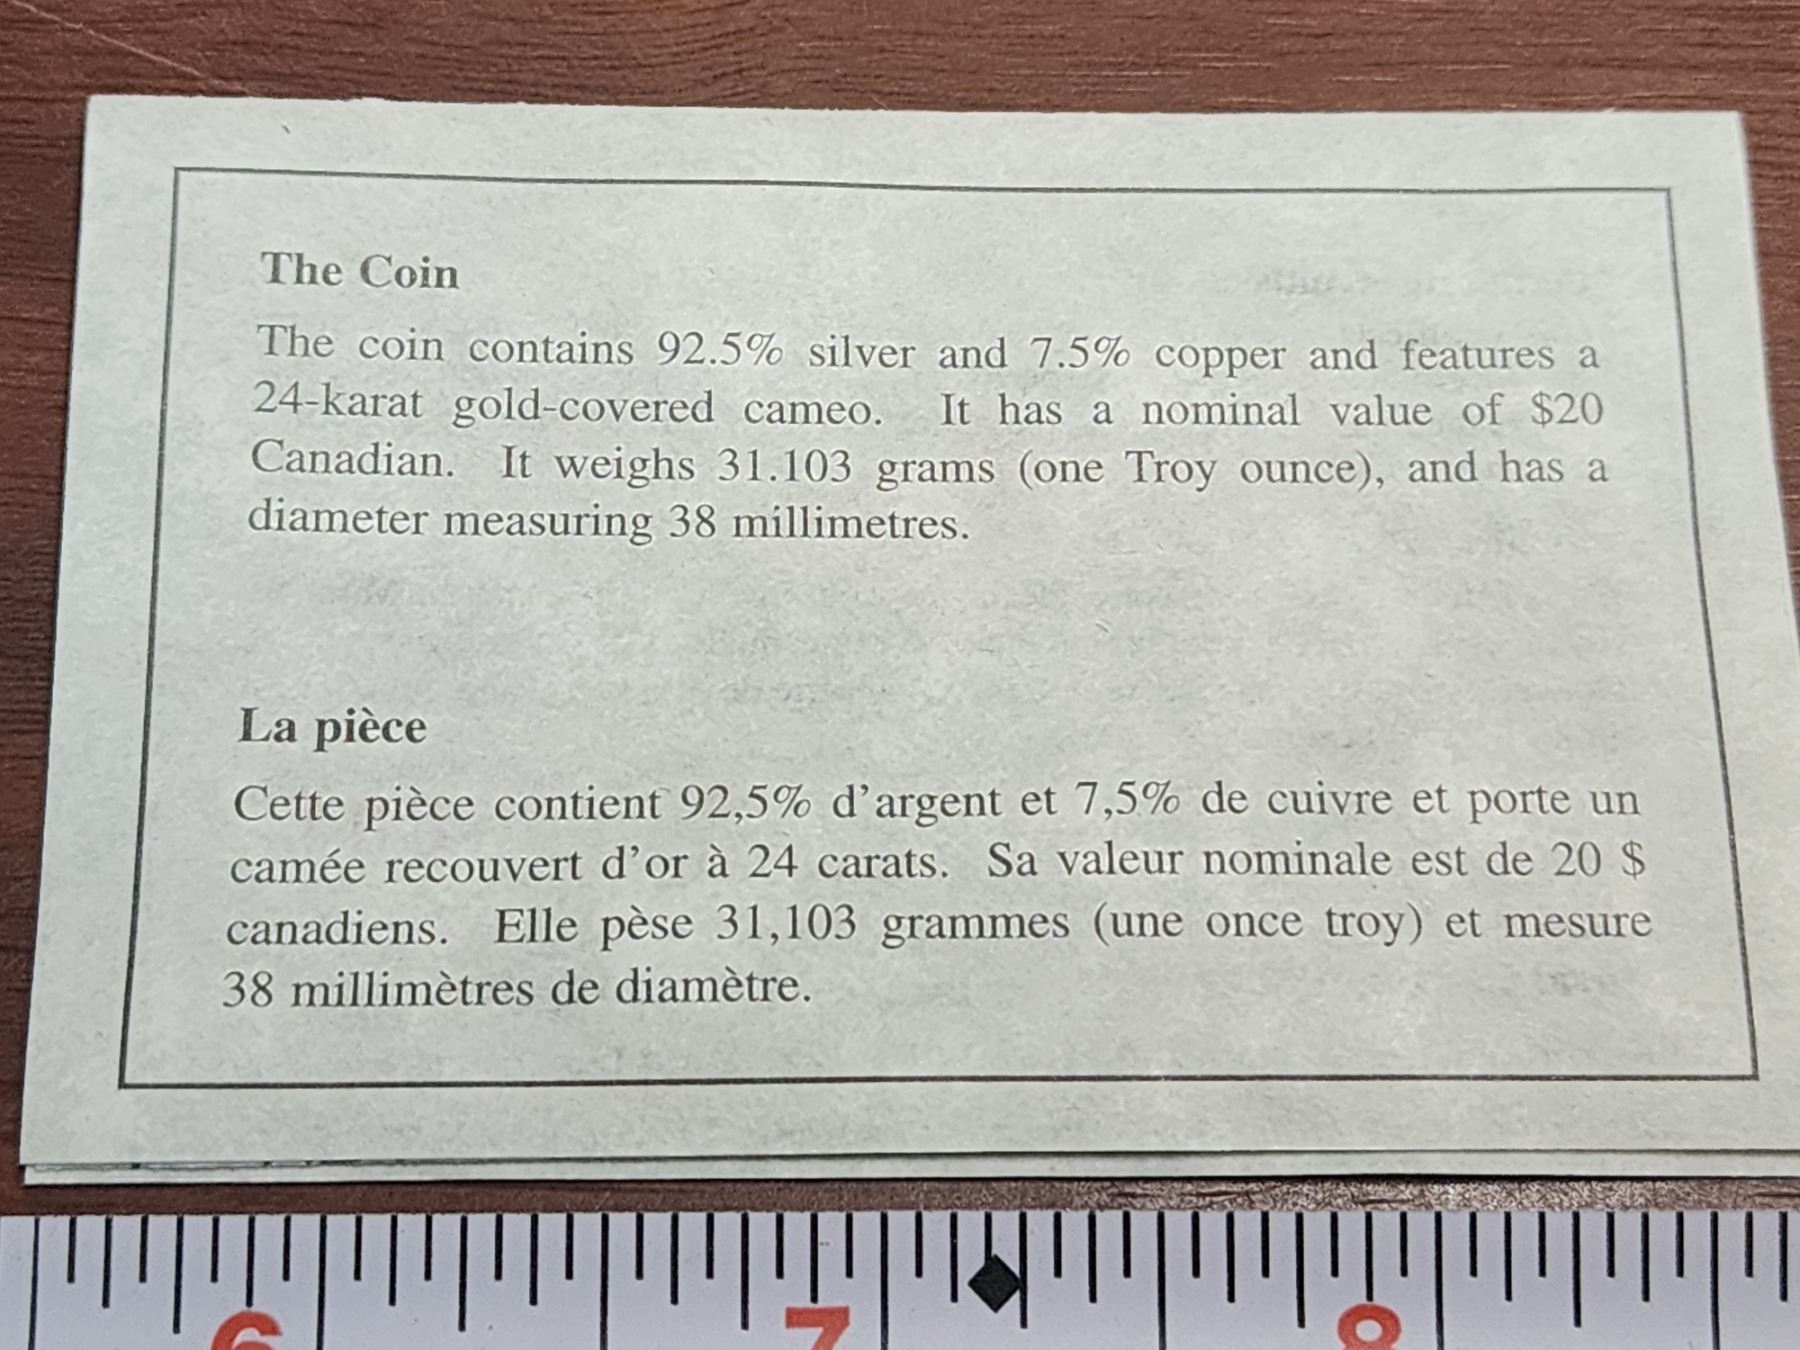 The Coin
The coin contains 92.5% silver and 7.5% copper and features a
24-karat gold-covered cameo. It has a nominal value of $20
Canadian. It weighs 31.103 grams (one Troy ounce), and has a
diameter measuring 38 millimetres.
La pièce
Cette pièce contient 92,5% d'argent et 7,5% de cuivre et porte un
camée recouvert d'or à 24 carats. Sa valeur nominale est de 20 $
canadiens. Elle pèse 31,103 grammes (une once troy) et mesure
38 millimètres de diamètre.
6 7 8